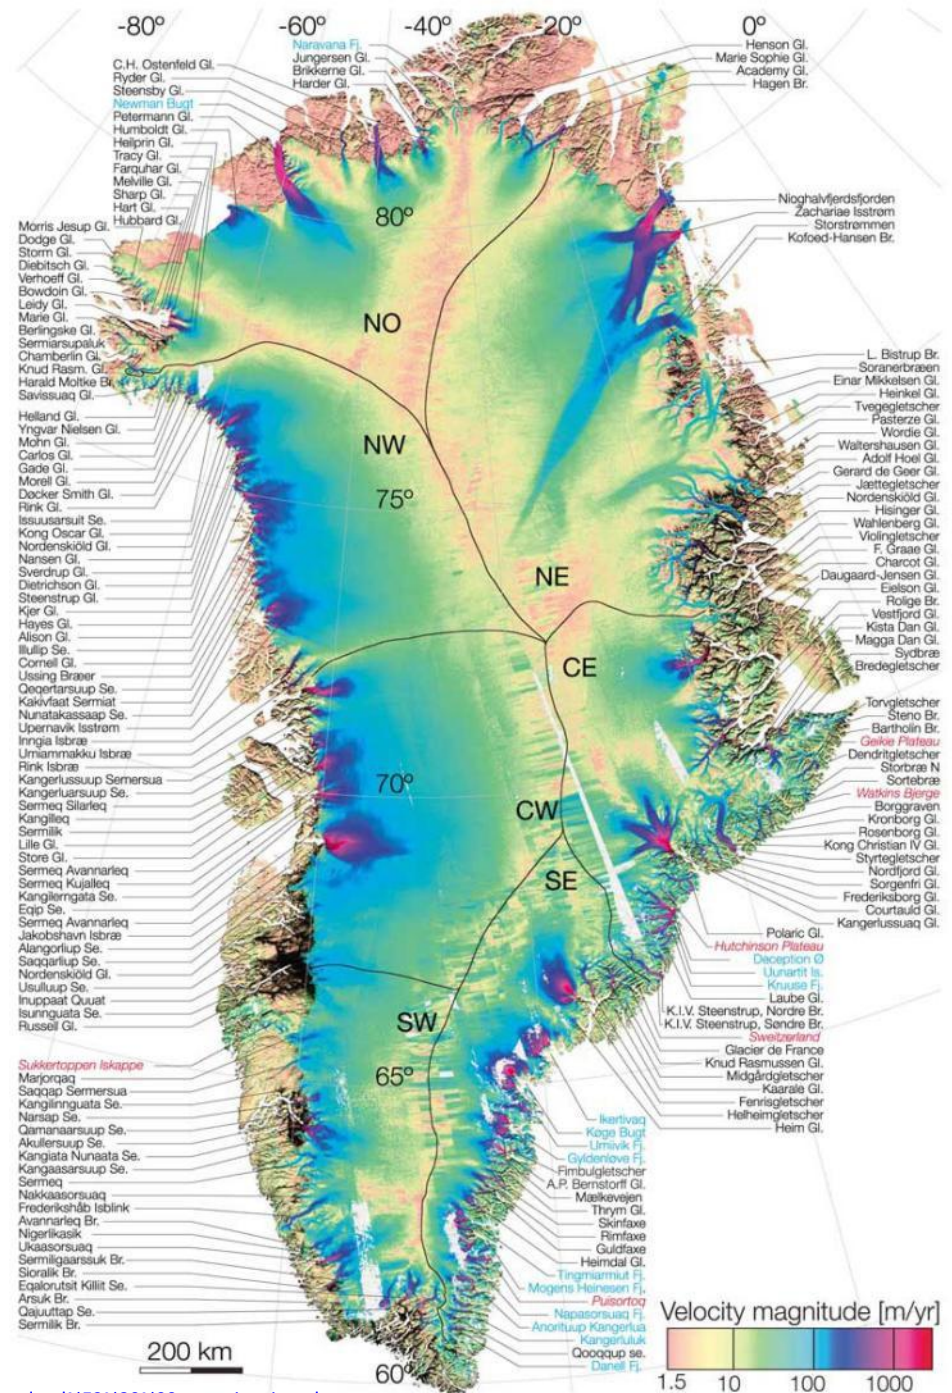 -80º
-60º
-40º
-20º
0º
C.H. Ostenfeld Gl.
Ryder Gl.
Steensby Gl.
Newman Bugt
Petermann Gl.
Humboldt Gl.
Heilprin Gl.
Tracy Gl.
Farquhar Gl.
Melville Gl.
Sharp Gl.
Hart Gl.
Hubbard Gl.
Naravana Fj.
Jungersen Gl.
Brikkerne Gl.
Harder Gl.
Henson Gl.
Marie Sophie Gl.
Academy Gl.
Hagen Br.
Morris Jesup Gl.
Dodge Gl.
Storm Gl.
Diebitsch Gl.
Verhoeff Gl.
Bowdoin Gl.
Leidy Gl.
Marie Gl.
Berlingske Gl.
Sermiarsupaluk
Chamberlin Gl.
Knud Rasm. Gl.
Harald Moltke Br.
Savissuaq Gl.
Helland Gl.
Yngvar Nielsen Gl.
Mohn Gl.
Carlos Gl.
Gade Gl.
Morell Gl.
Døcker Smith Gl.
Rink Gl.
Issuusarsuit Se.
Kong Oscar Gl.
Nordenskiöld Gl.
Nansen Gl.
Sverdrup Gl.
Dietrichson Gl.
Steenstrup Gl.
Kjer Gl.
Hayes Gl.
Alison Gl.
Illullip Se.
Cornell Gl.
Ussing Bræer
Qeqertarsuup Se.
Kakivfaat Sermiat
Nunatakassaap Se.
Upernavik Isstrøm
Inngia Isbræ
Umiammakku Isbræ
Rink Isbræ
Kangerlussuup Semersua
Kangerluarsuup Se.
Sermeq Silarleq
Kangilleq
Sermilik
Lille Gl.
Store Gl.
Sermeq Avannarleq
Sermeq Kujalleq
Kangilerngata Se.
Eqip Se.
Sermeq Avannarleq
Jakobshavn Isbræ
Alangorliup Se.
Saqqarliup Se.
Nordenskiöld Gl.
Usulluup Se.
Inuppaat Quuat
Isunnguata Se.
Russell Gl.
Sukkertoppen Iskappe
Marjorqaq
Saqqap Sermersua
Kangilinnguata Se.
Narsap Se.
Qamanaarsuup Se.
Akullersuup Se.
Kangiata Nunaata Se.
Kangaasarsuup Se.
Sermeq
Nakkaasorsuaq
Frederikshåb Isblink
Avannarleq Br.
Nigerlikasik
Ukaasorsuaq
Sermiligaarssuk Br.
Sioralik Br.
Eqalorutsit Killiit Se.
Arsuk Br.
Qajuuttap Se.
Sermilik Br.
80º
NO
NW
75º
NE
CE
70º
CW
SE
SW
65º
60º
Nioghalvfjerdsfjorden
Zachariae Isstrøm
Storstrømmen
Kofoed-Hansen Br.
L. Bistrup Br.
Soranerbræen
Einar Mikkelsen Gl.
Heinkel Gl.
Tvegegletscher
Pasterze Gl.
Wordie Gl.
Waltershausen Gl.
Adolf Hoel Gl.
Gerard de Geer Gl.
Jættegletscher
Nordenskiöld Gl.
Hisinger Gl.
Wahlenberg Gl.
Violingletscher
F. Graae Gl.
Charcot Gl.
Daugaard-Jensen Gl.
Eielson Gl.
Rolige Br.
Vestfjord Gl.
Kista Dan Gl.
Magga Dan Gl.
Sydbræ
Bredegletscher
Torvgletscher
Steno Br.
Bartholin Br.
Geikie Plateau
Dendritgletscher
Storbræ N
Sortebræ
Watkins Bjerge
Borggraven
Kronborg Gl.
Rosenborg Gl.
Kong Christian IV Gl.
Styrtegletscher
Nordfjord Gl.
Sorgenfri Gl.
Frederiksborg Gl.
Courtauld Gl.
Kangerlussuaq Gl.
Polaric Gl.
Hutchinson Plateau
Deception Ø
Uunartit Is.
Kruuse Fj.
Laube Gl.
K.I.V. Steenstrup, Nordre Br.
K.I.V. Steenstrup, Søndre Br.
Sweitzerland
Glacier de France
Knud Rasmussen Gl.
Midgårdgletscher
Kaarale Gl.
Fenrisgletscher
Helheimgletscher
Heim Gl.
Ikertivaq
Køge Bugt
Umiivik Fj.
Gyldenløve Fj.
Fimbulgletscher
A.P. Bernstorff Gl.
Mælkevejen
Thrym Gl.
Skinfaxe
Rimfaxe
Guldfaxe
Heimdal Gl.
Tingmiarmiut Fj.
Mogens Heinesen Fj.
Puisortoq
Napasorsuaq Fj.
Anorituup Kangerlua
Kangerluluk
Qooqqup se.
Danell Fj.
Velocity magnitude [m/yr]
1.5 10 100 1000
200 km